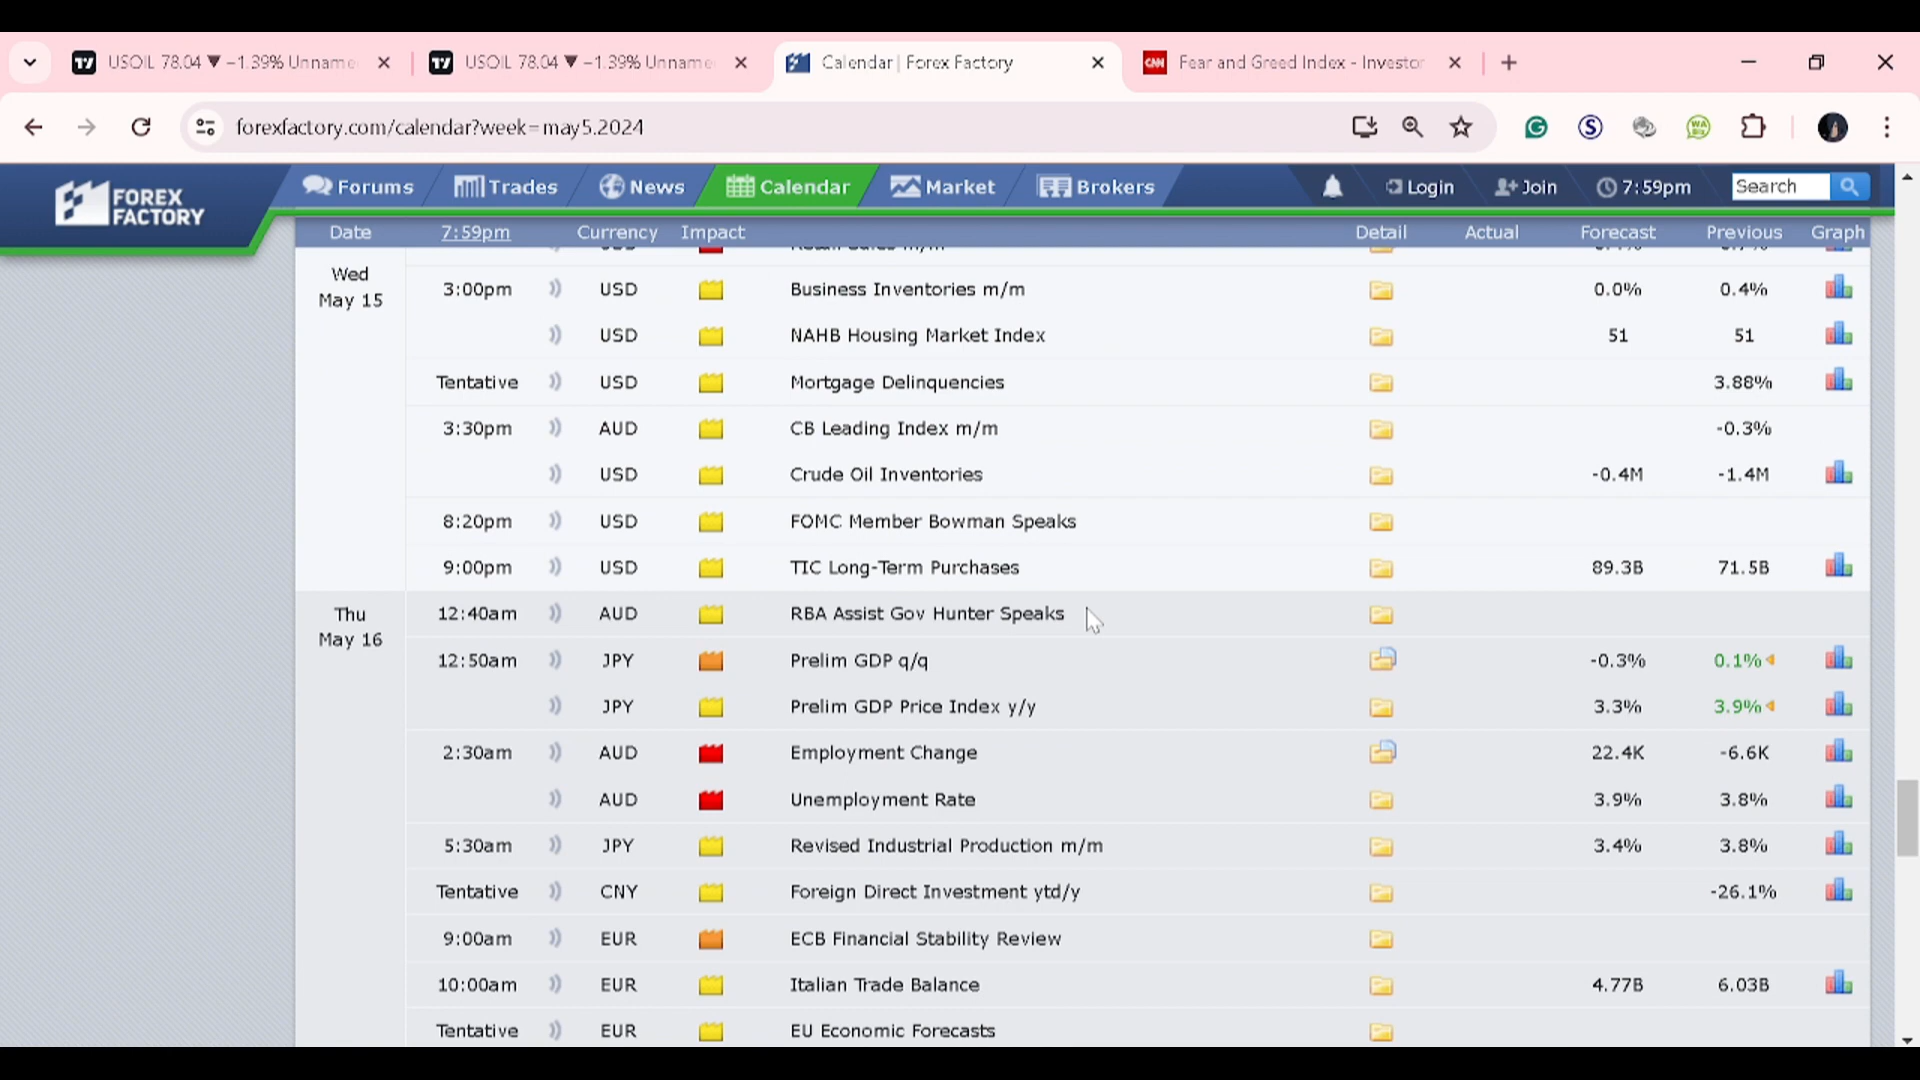 USOIL 78.04 ▼ −1.39% Unname
USOIL 78.04 ▼ −1.39% Unname
Calendar | Forex Factory
CNN
Fear and Greed Index - Investor
forexfactory.com/calendar?week=may5.2024
FOREX
FACTORY
Forums Trades News Calendar Market Brokers Login Join 7:59pm Search
Date 7:59pm Currency Impact Detail Actual Forecast Previous Graph
Wed
May 15
3:00pm USD Business Inventories m/m 0.0% 0.4%
USD NAHB Housing Market Index 51 51
Tentative USD Mortgage Delinquencies 3.88%
3:30pm AUD CB Leading Index m/m -0.3%
USD Crude Oil Inventories -0.4M -1.4M
8:20pm USD FOMC Member Bowman Speaks
9:00pm USD TIC Long-Term Purchases 89.3B 71.5B
Thu
May 16
12:40am AUD RBA Assist Gov Hunter Speaks
12:50am JPY Prelim GDP q/q -0.3% 0.1%
JPY Prelim GDP Price Index y/y 3.3% 3.9%
2:30am AUD Employment Change 22.4K -6.6K
AUD Unemployment Rate 3.9% 3.8%
5:30am JPY Revised Industrial Production m/m 3.4% 3.8%
Tentative CNY Foreign Direct Investment ytd/y -26.1%
9:00am EUR ECB Financial Stability Review
10:00am EUR Italian Trade Balance 4.77B 6.03B
Tentative EUR EU Economic Forecasts